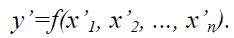 y’=f(x’₁, x’₂, ..., x’ₙ).